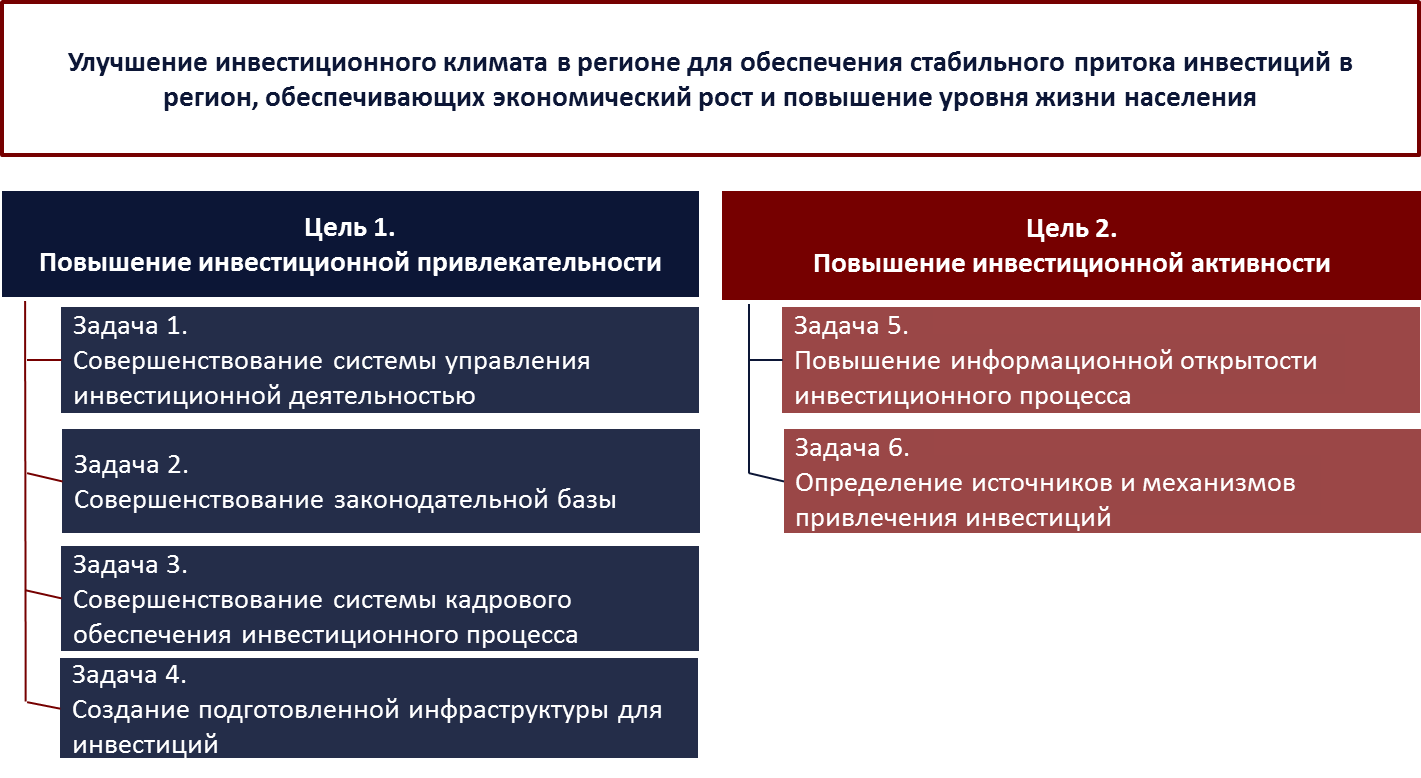 Улучшение инвестиционного климата в регионе для обеспечения стабильного притока инвестиций в
регион, обеспечивающих экономический рост и повышение уровня жизни населения
Цель 1.
Повышение инвестиционной привлекательности
Задача 1.
Совершенствование системы управления
инвестиционной деятельностью
Задача 2.
Совершенствование законодательной базы
Задача 3.
Совершенствование системы кадрового
обеспечения инвестиционного процесса
Задача 4.
Создание подготовленной инфраструктуры для
инвестиций
Цель 2.
Повышение инвестиционной активности
Задача 5.
Повышение информационной открытости
инвестиционного процесса
Задача 6.
Определение источников и механизмов
привлечения инвестиций